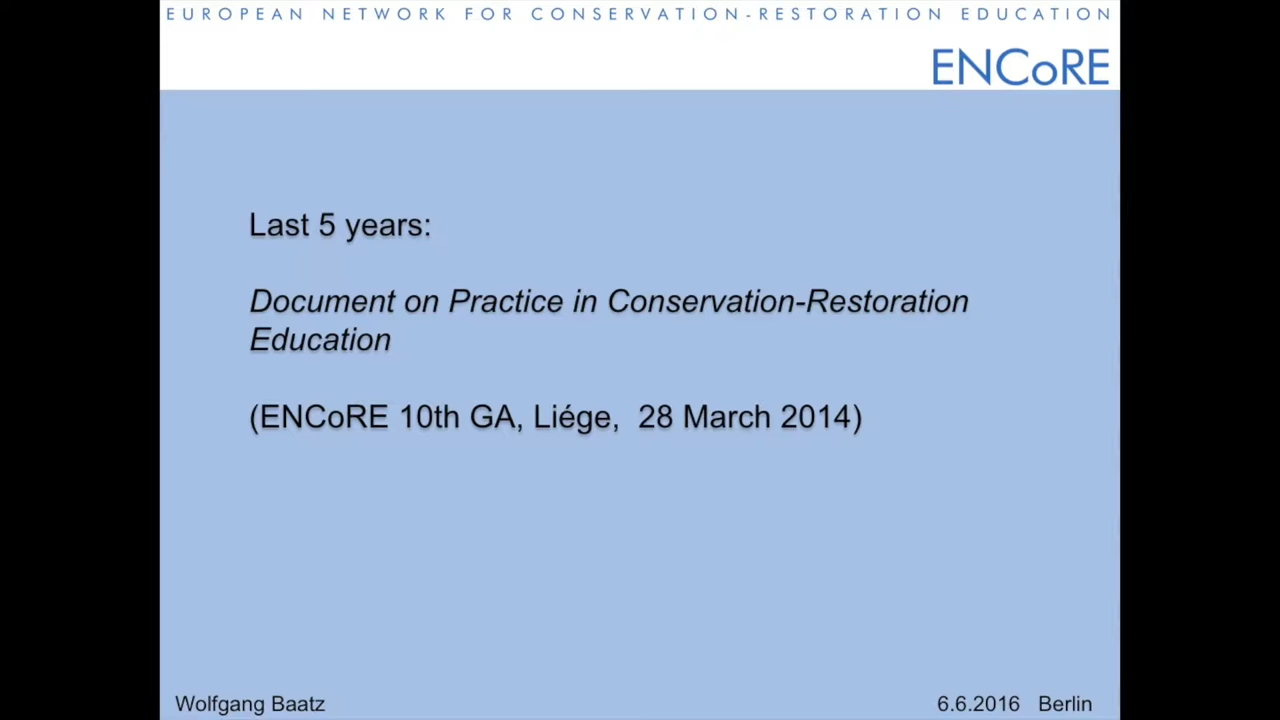 EUROPEAN NETWORK FOR CONSERVATION-RESTORATION EDUCATION
ENCoRE
Last 5 years:
Document on Practice in Conservation-Restoration
Education
(ENCoRE 10th GA, Liége, 28 March 2014)
Wolfgang Baatz
6.6.2016 Berlin